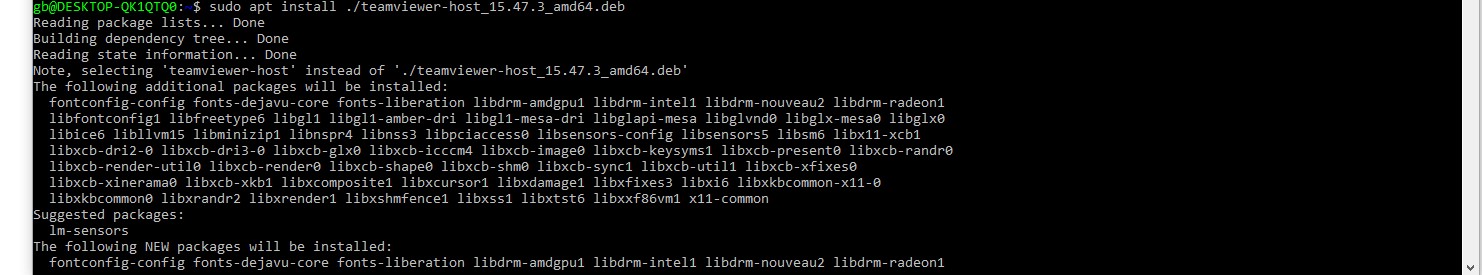 gb@DESKTOP-QK1QTQ0:~$ sudo apt install ./teamviewer-host_15.47.3_amd64.deb
Reading package lists... Done
Building dependency tree... Done
Reading state information... Done
Note, selecting 'teamviewer-host' instead of './teamviewer-host_15.47.3_amd64.deb'
The following additional packages will be installed:
  fontconfig-config fonts-dejavu-core fonts-liberation libdrm-amdgpu1 libdrm-intel1 libdrm-nouveau2 libdrm-radeon1
  libfontconfig1 libfreetype6 libgl1 libgl1-amber-dri libgl1-mesa-dri libglapi-mesa libglvnd0 libglx-mesa0 libglx0
  libice6 libllvm15 libminizip1 libnspr4 libnss3 libpciaccess0 libsensors-config libsensors5 libsm6 libx11-xcb1
  libxcb-dri2-0 libxcb-dri3-0 libxcb-glx0 libxcb-icccm4 libxcb-image0 libxcb-keysyms1 libxcb-present0 libxcb-randr0
  libxcb-render-util0 libxcb-render0 libxcb-shape0 libxcb-shm0 libxcb-sync1 libxcb-util1 libxcb-xfixes0
  libxcb-xinerama0 libxcb-xkb1 libxcomposite1 libxcursor1 libxdamage1 libxfixes3 libxi6 libxkbcommon-x11-0
  libxkbcommon0 libxrandr2 libxrender1 libxshmfence1 libxss1 libxtst6 libxxf86vm1 x11-common
Suggested packages:
  lm-sensors
The following NEW packages will be installed:
  fontconfig-config fonts-dejavu-core fonts-liberation libdrm-amdgpu1 libdrm-intel1 libdrm-nouveau2 libdrm-radeon1